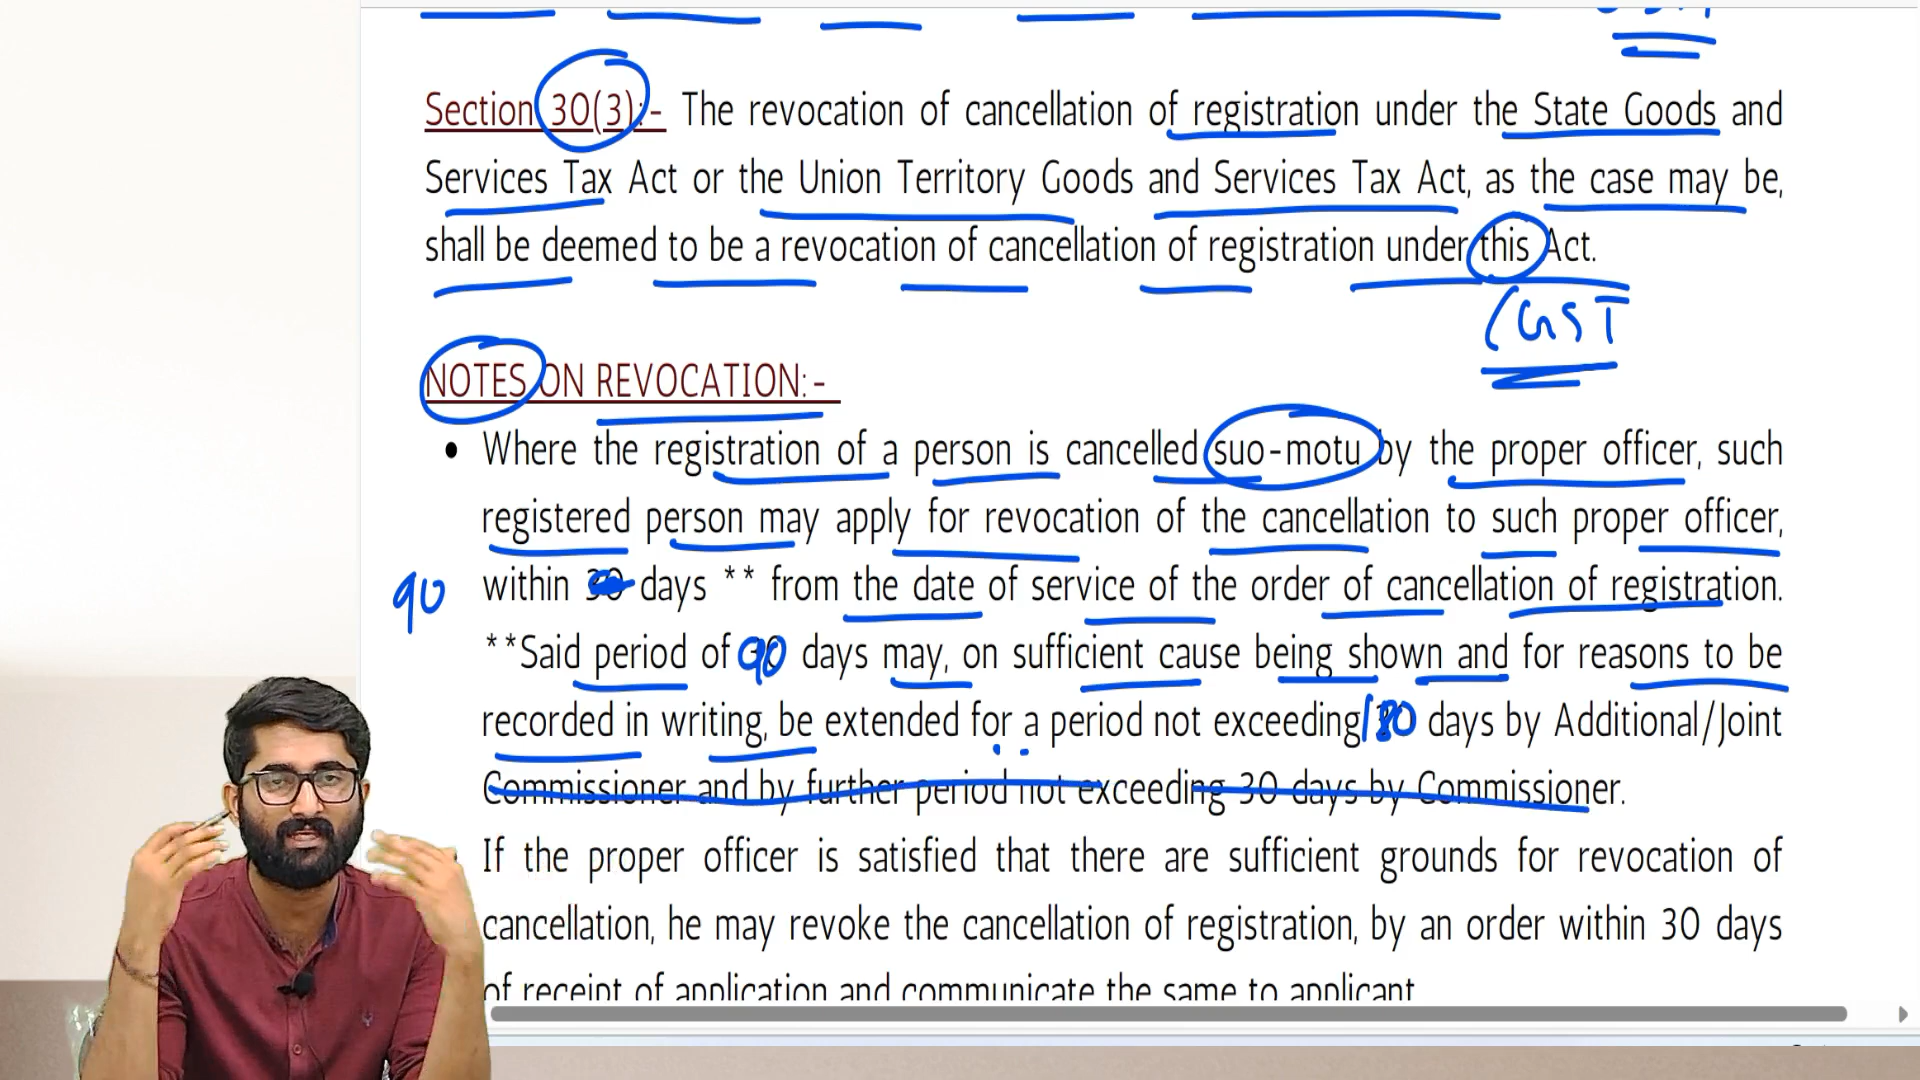 Section 30(3):- The revocation of cancellation of registration under the State Goods and
Services Tax Act or the Union Territory Goods and Services Tax Act, as the case may be,
shall be deemed to be a revocation of cancellation of registration under this Act.
CGST
NOTES ON REVOCATION:-
• Where the registration of a person is cancelled suo-motu by the proper officer, such
registered person may apply for revocation of the cancellation to such proper officer,
90 within 30 days ** from the date of service of the order of cancellation of registration.
**Said period of 90 days may, on sufficient cause being shown and for reasons to be
recorded in writing, be extended for a period not exceeding 180 days by Additional/Joint
Commissioner and by further period not exceeding 30 days by Commissioner.
If the proper officer is satisfied that there are sufficient grounds for revocation of
cancellation, he may revoke the cancellation of registration, by an order within 30 days
of receipt of application and communicate the same to applicant